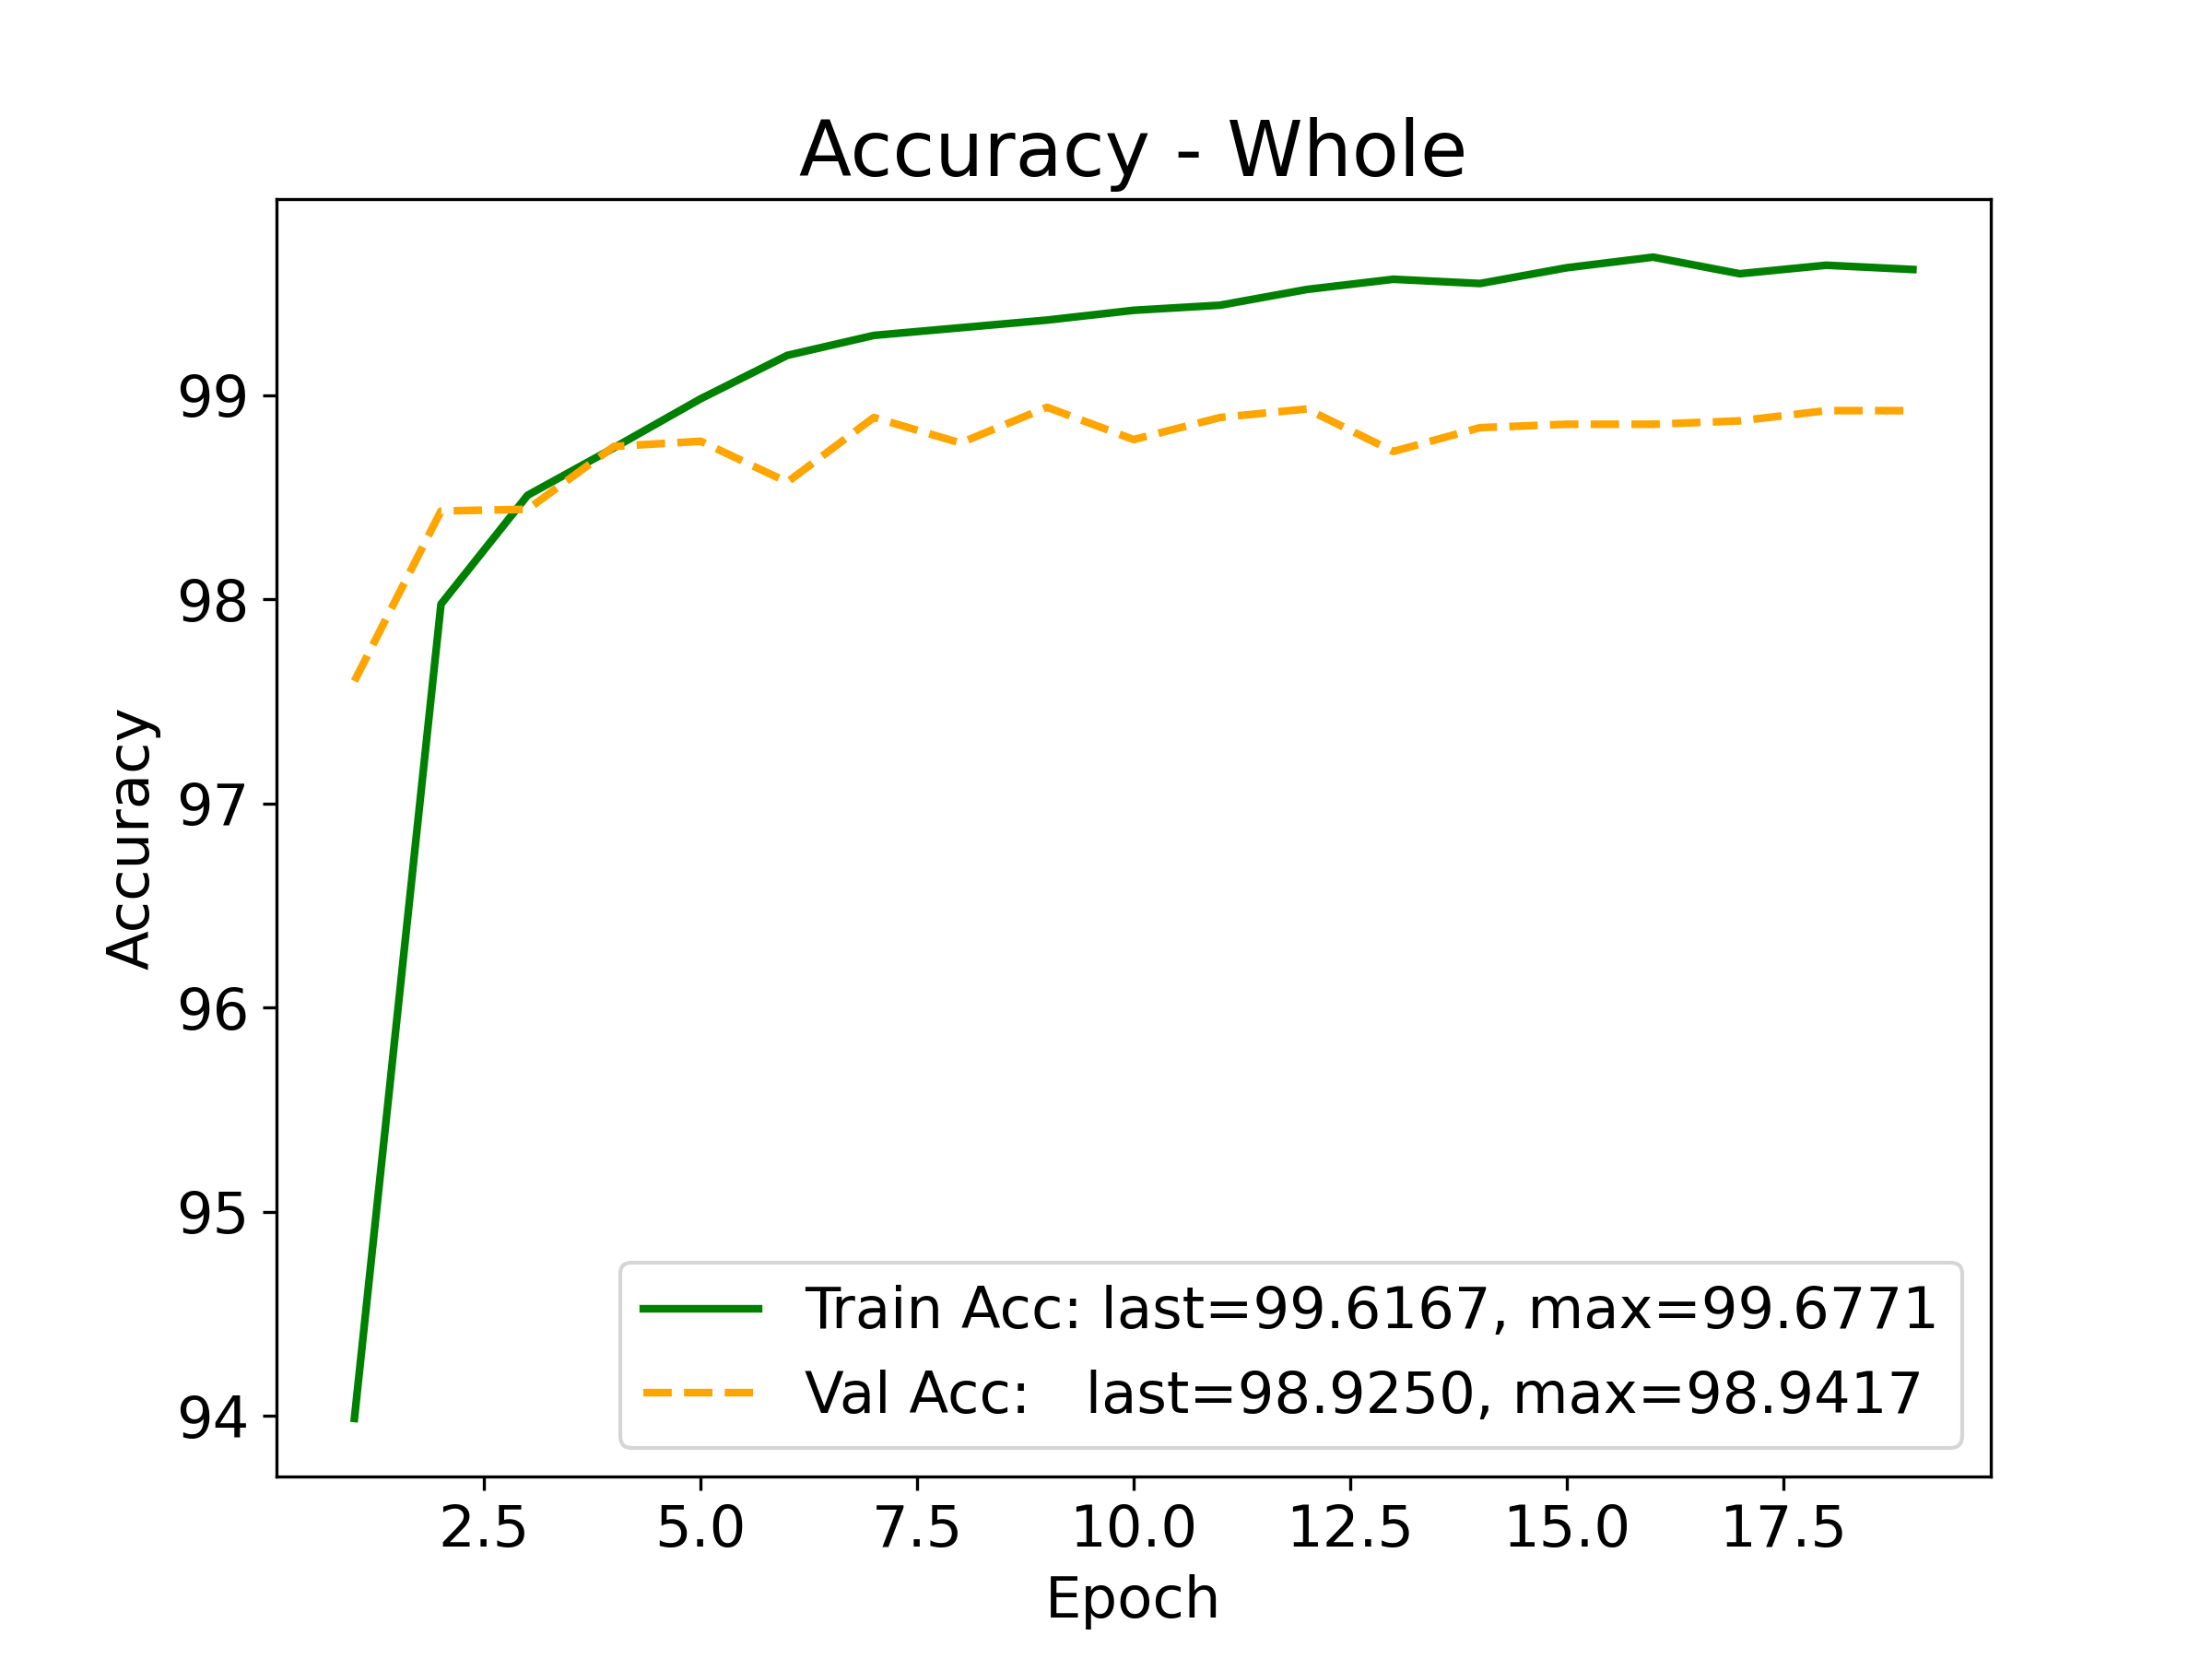 Accuracy - Whole
Accuracy
99
98
97
96
95
94
Train Acc: last=99.6167, max=99.6771
Val Acc:   last=98.9250, max=98.9417
2.5 5.0 7.5 10.0 12.5 15.0 17.5
Epoch